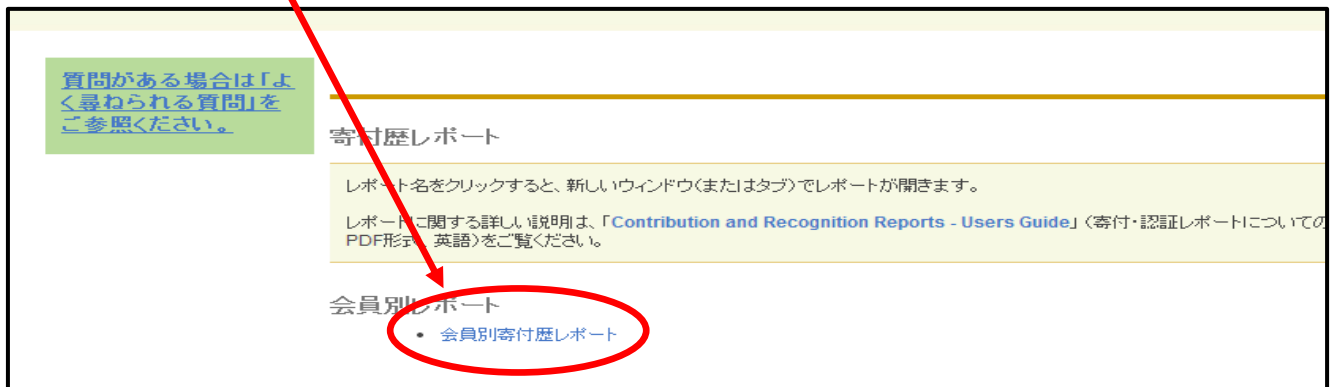 質問がある場合は「よ
く尋ねられる質問」を
ご参照ください。
寄付歴レポート
レポート名をクリックすると、新しいウィンドウ(またはタブ)でレポートが開きます。
レポートに関する詳しい説明は、「Contribution and Recognition Reports - Users Guide」(寄付・認証レポートについての
PDF形式、英語)をご覧ください。
会員別レポート
• 会員別寄付歴レポート